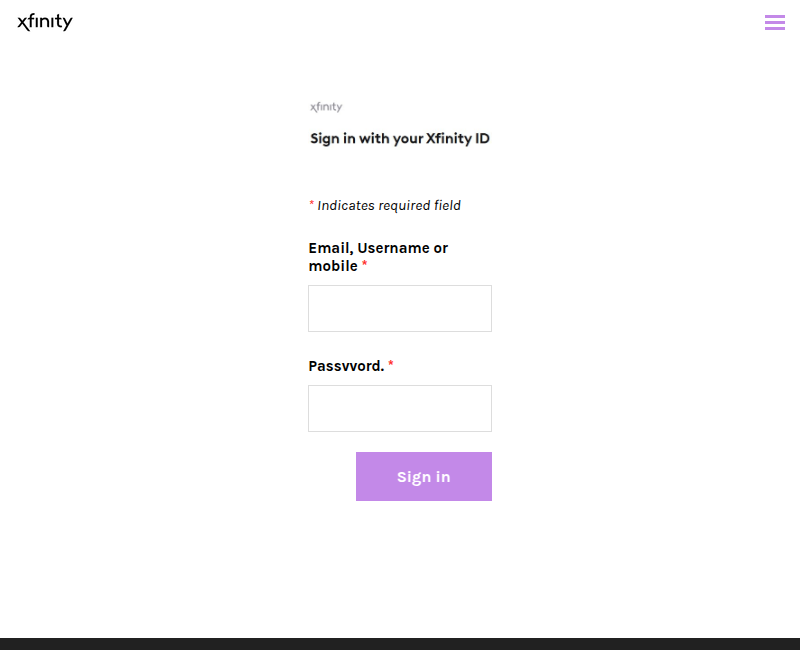 xfinity
xfinity
Sign in with your Xfinity ID
* Indicates required field
Email, Username or
mobile *
Passvvord. *
Sign in